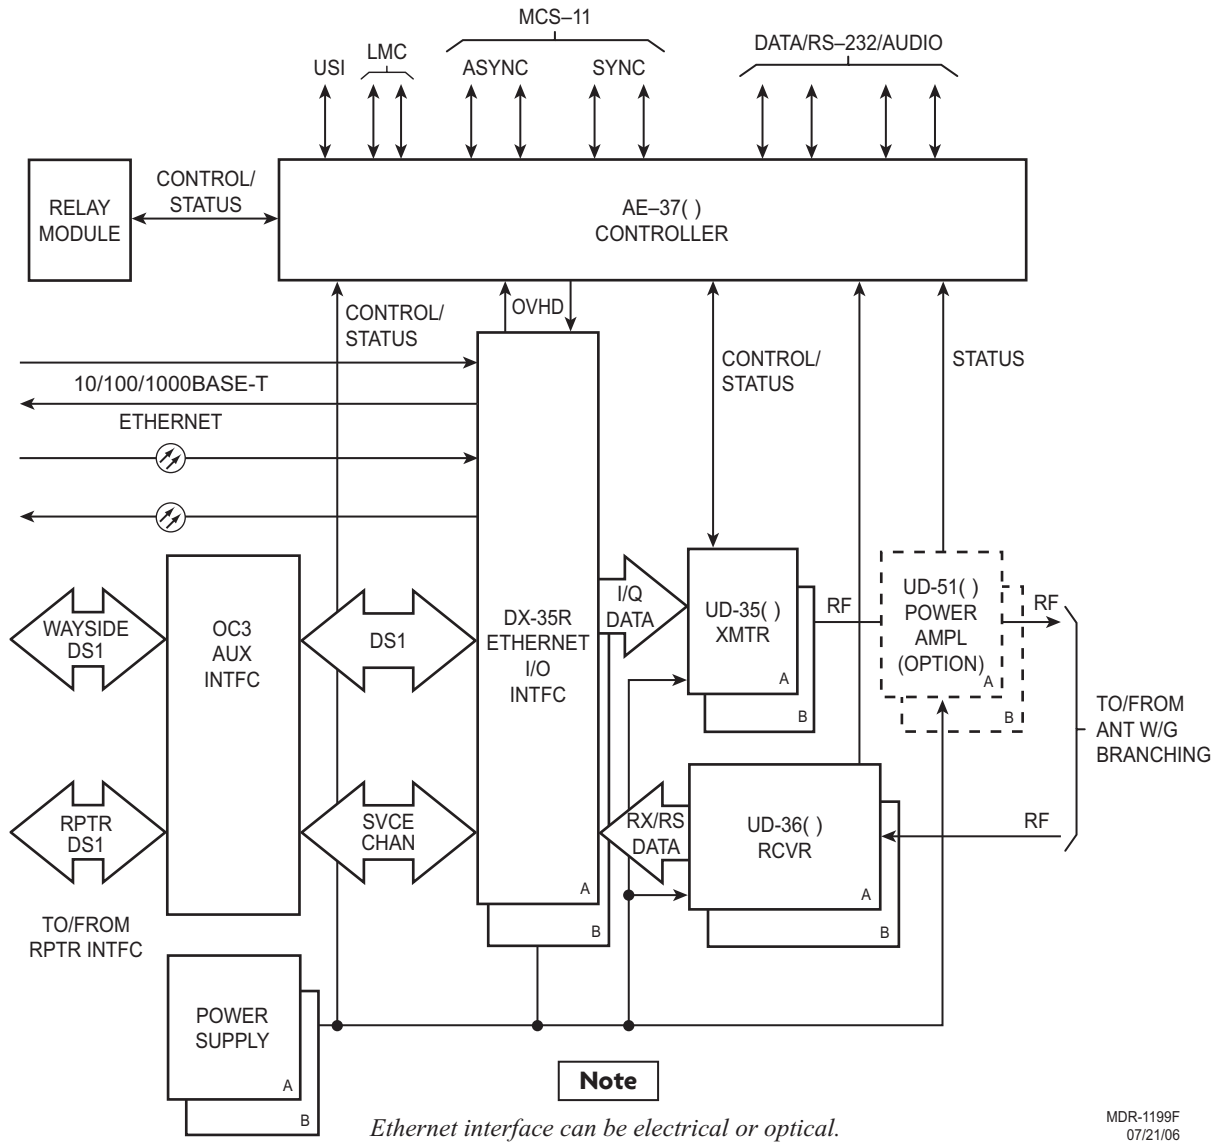 MCS–11
DATA/RS–232/AUDIO
USI
LMC
ASYNC
SYNC
RELAY
MODULE
CONTROL/
STATUS
AE–37( )
CONTROLLER
CONTROL/
STATUS
OVHD
CONTROL/
STATUS
STATUS
10/100/1000BASE-T
ETHERNET
WAYSIDE
DS1
OC3
AUX
INTFC
DS1
DX-35R
ETHERNET
I/O
INTFC
A
B
I/Q
DATA
UD-35( )
XMTR
A
B
RF
UD-51( )
POWER
AMPL
(OPTION)
A
B
RF
TO/FROM
ANT W/G
BRANCHING
RPTR
DS1
SVCE
CHAN
RX/RS
DATA
UD-36( )
RCVR
A
B
RF
TO/FROM
RPTR INTFC
POWER
SUPPLY
A
B
Note
Ethernet interface can be electrical or optical.
MDR-1199F
07/21/06